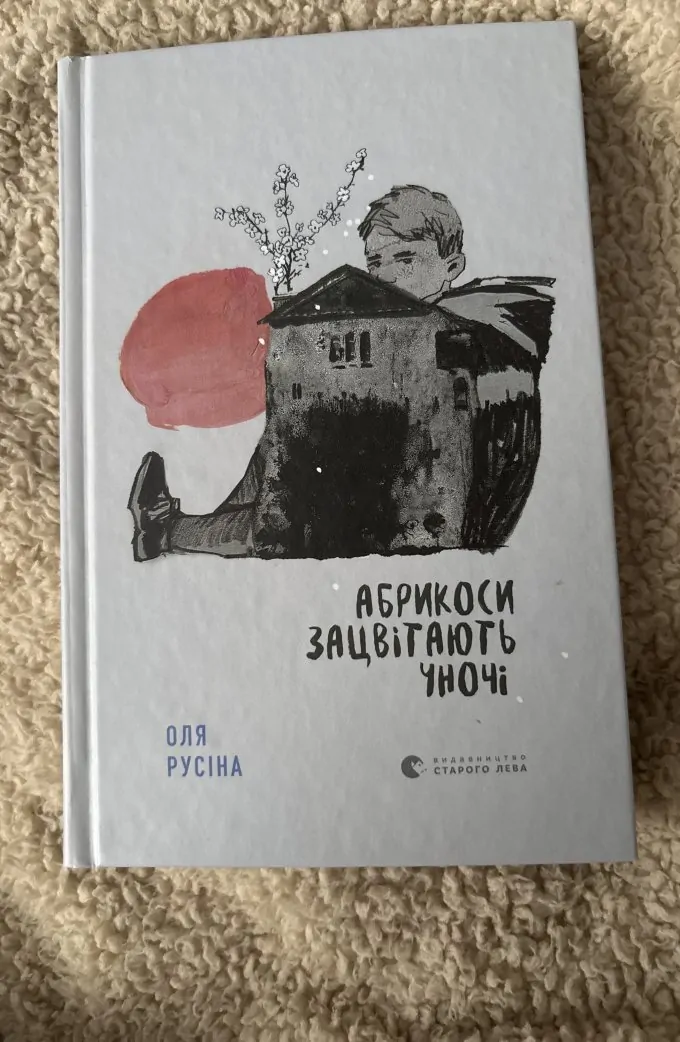 АБРИКОСИ
ЗАЦВІТАЮТЬ
УНОЧІ
ОЛЯ
РУСІНА
ВИДАВНИЦТВО
СТАРОГО ЛЕВА